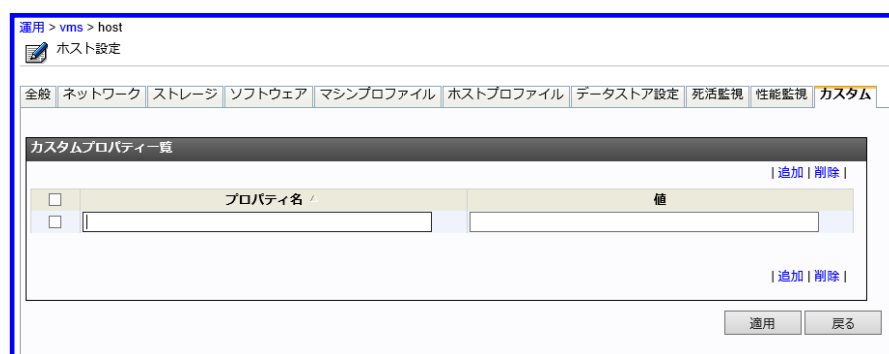 運用 > vms > host
ホスト設定
全般 ネットワーク ストレージ ソフトウェア マシンプロファイル ホストプロファイル データストア設定 死活監視 性能監視 カスタム
カスタムプロパティ一覧
| 追加 | 削除 |
プロパティ名 値
| 追加 | 削除 |
適用 戻る